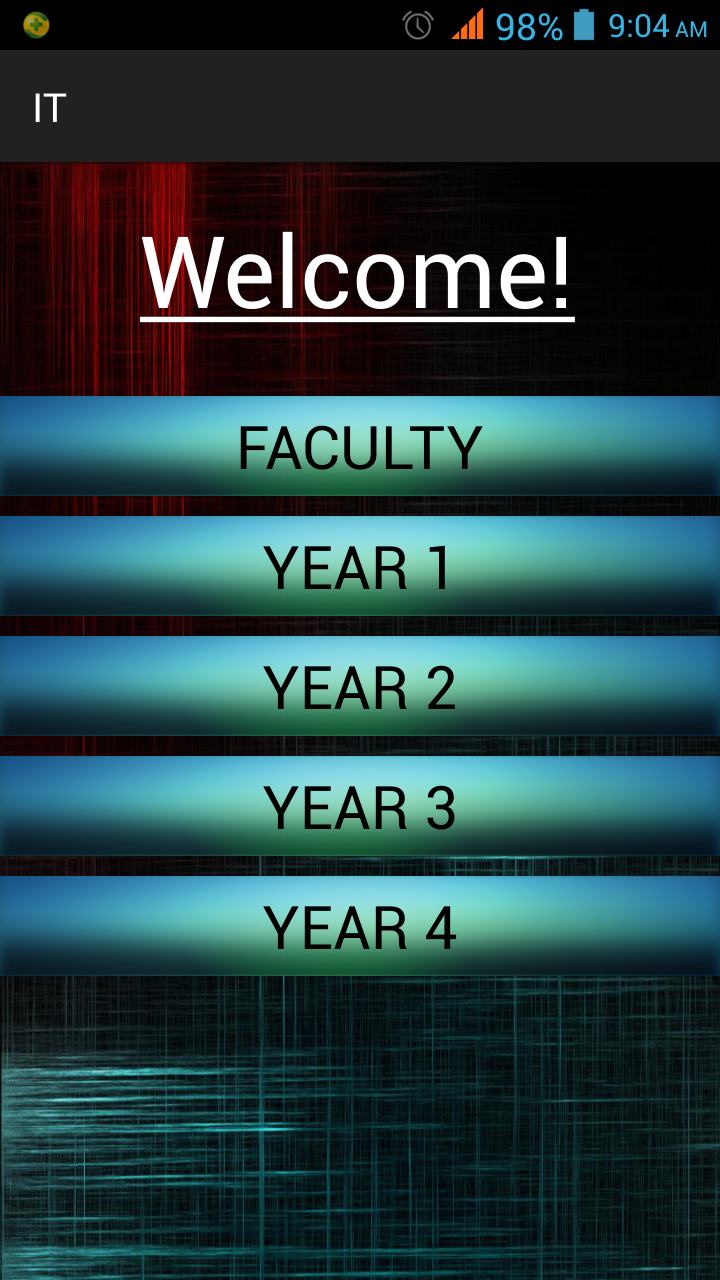 98% 9:04 AM
IT
Welcome!
FACULTY
YEAR 1
YEAR 2
YEAR 3
YEAR 4